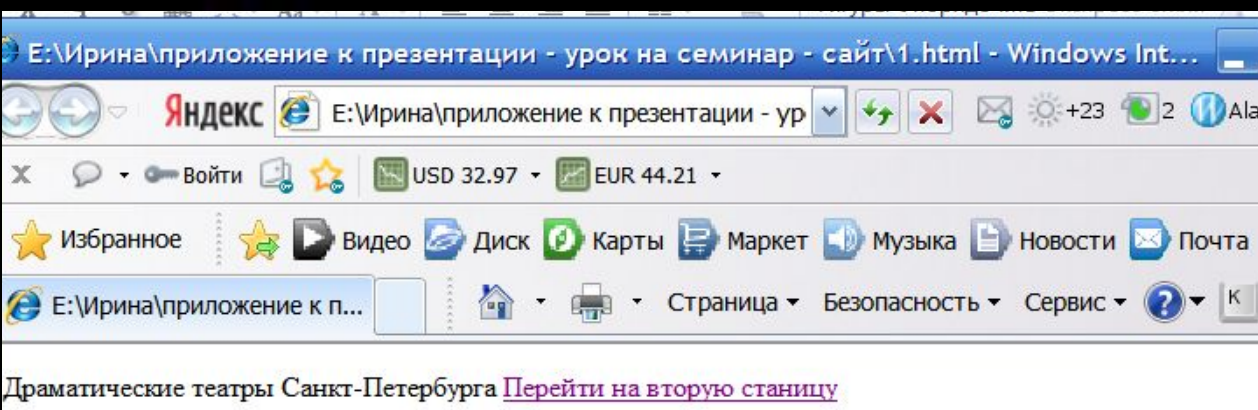 E:\Ирина\приложение к презентации - урок на семинар - сайт\1.html - Windows Int...
Яндекс E:\Ирина\приложение к презентации - ур +23 2 Ala
X Войти USD 32.97 EUR 44.21
Избранное Видео Диск Карты Маркет Музыка Новости Почта
E:\Ирина\приложение к п... Страница Безопасность Сервис ? K
Драматические театры Санкт-Петербурга Перейти на вторую станицу